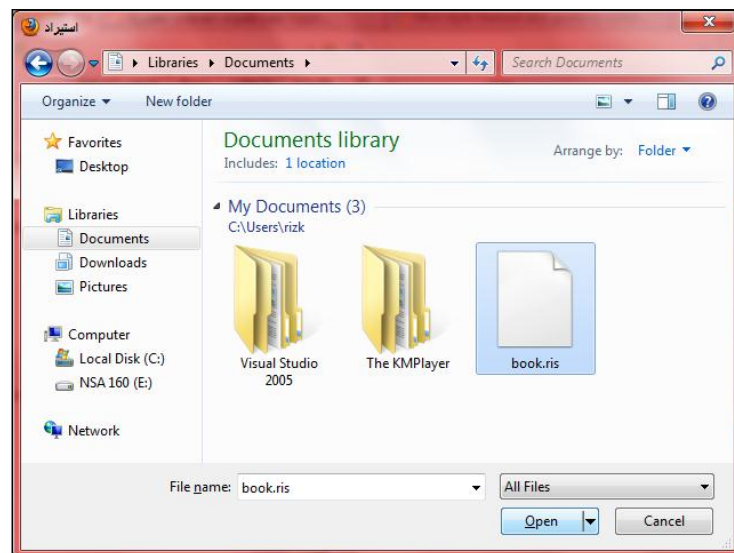 استيراد
Libraries Documents
Search Documents
Organize New folder
Favorites
Desktop
Libraries
Documents
Downloads
Pictures
Computer
Local Disk (C:)
NSA 160 (E:)
Network
Documents library
Includes: 1 location
Arrange by: Folder
My Documents (3)
C:\Users\rizk
Visual Studio
2005
The KMPlayer
book.ris
File name: book.ris
All Files
Open
Cancel